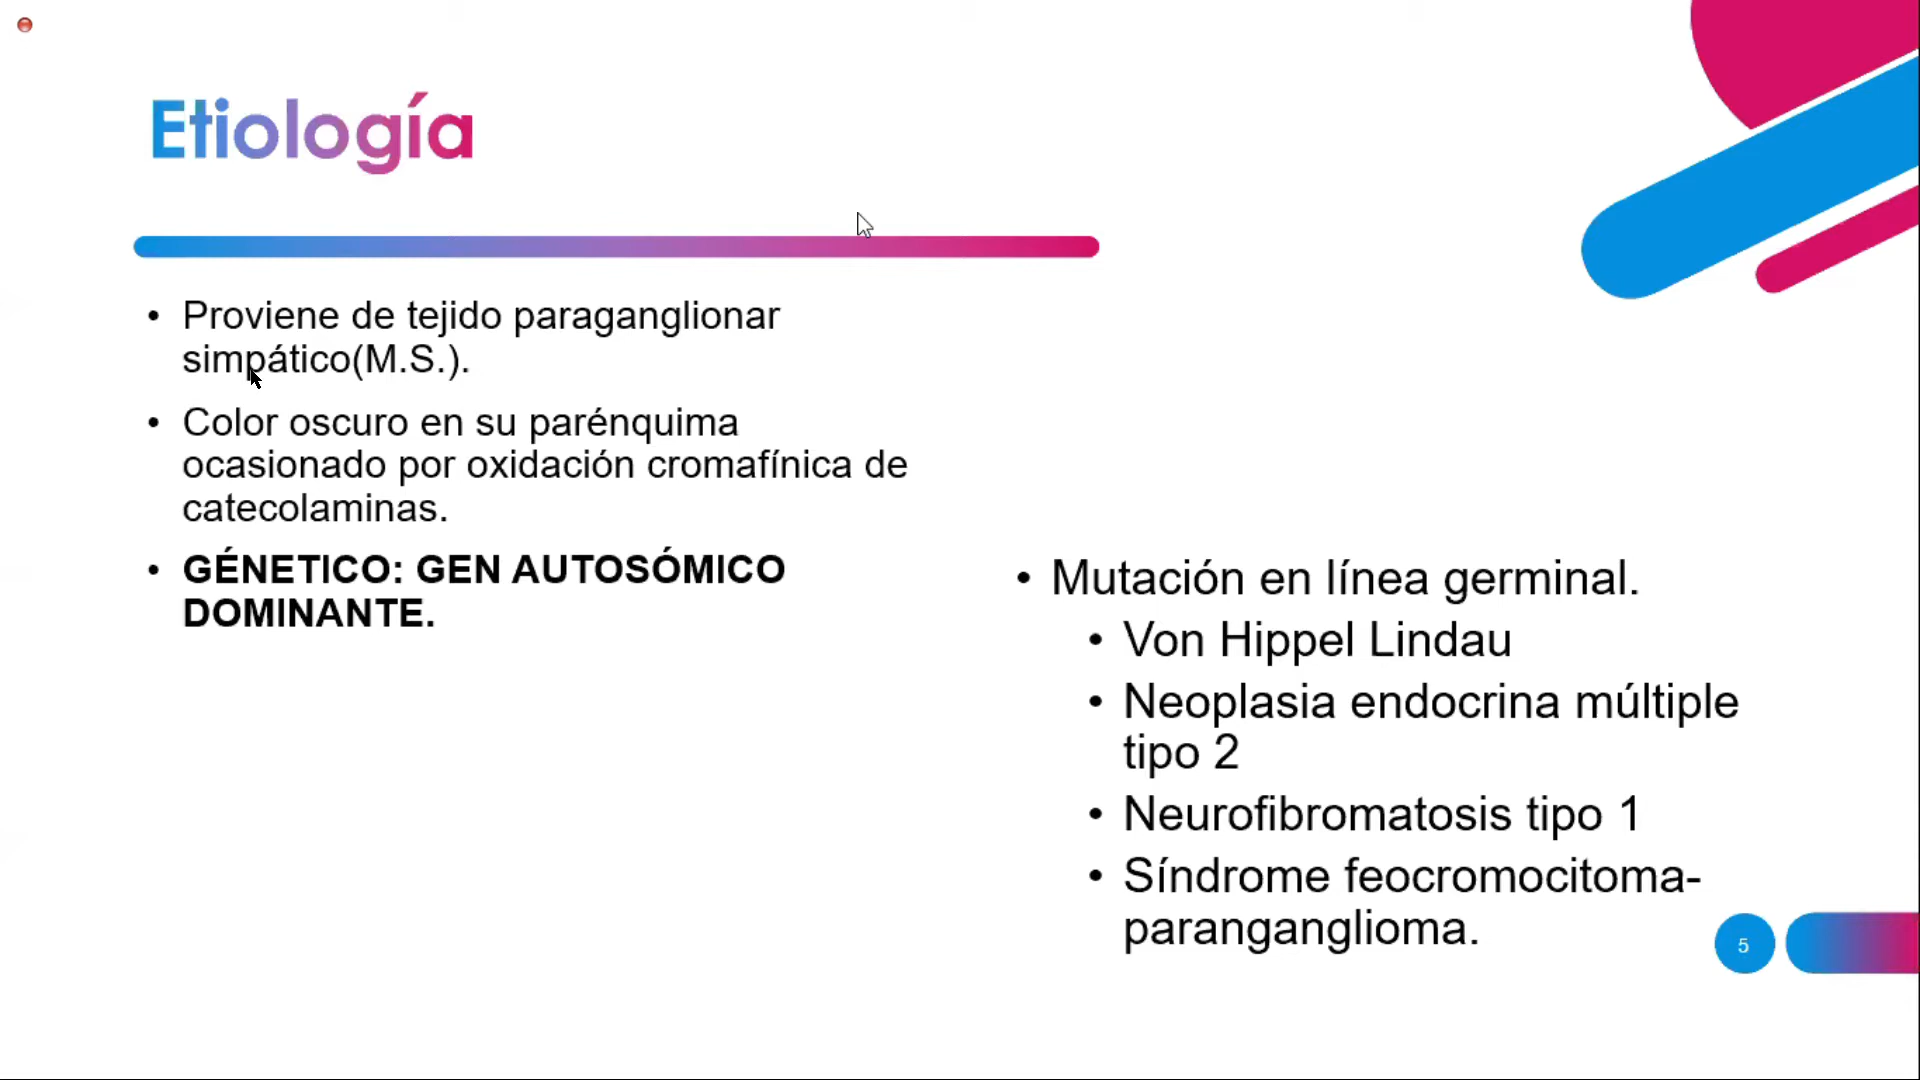 Etiología
• Proviene de tejido paraganglionar
simpático(M.S.).
• Color oscuro en su parénquima
ocasionado por oxidación cromafínica de
catecolaminas.
• GÉNETICO: GEN AUTOSÓMICO
DOMINANTE.
• Mutación en línea germinal.
• Von Hippel Lindau
• Neoplasia endocrina múltiple
tipo 2
• Neurofibromatosis tipo 1
• Síndrome feocromocitoma-
paranganglioma.
5